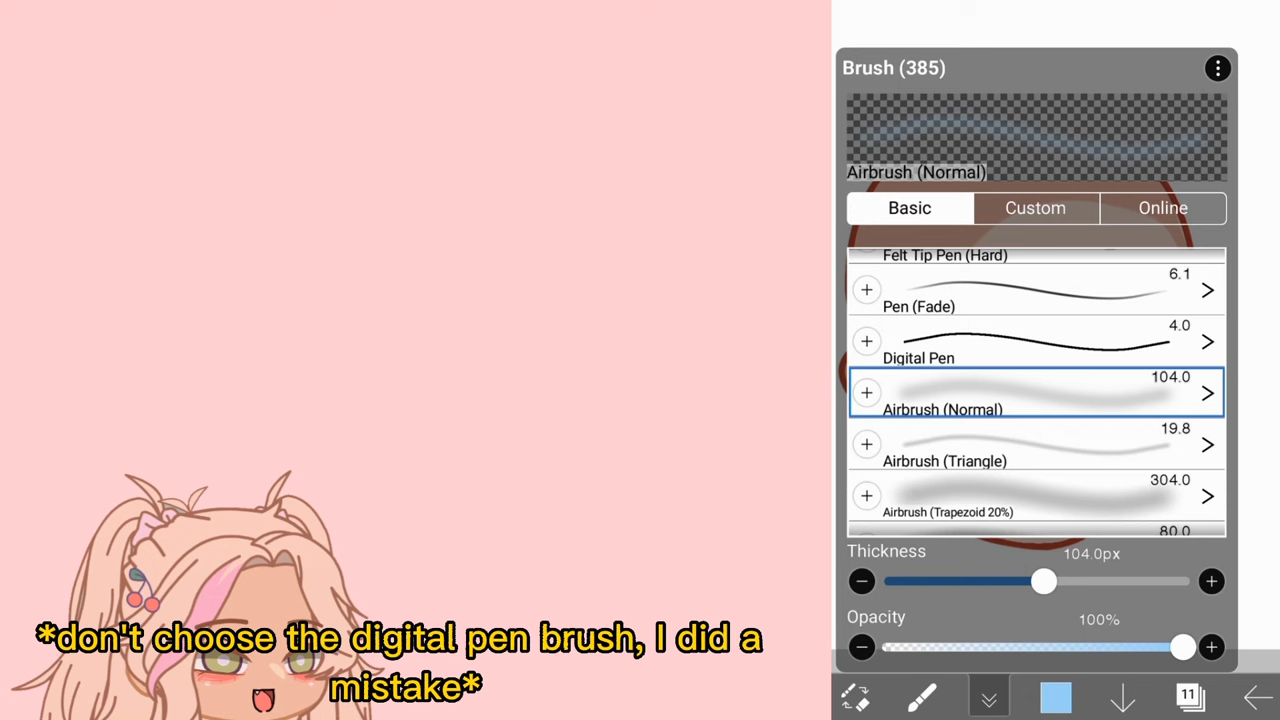 Brush (385)
Airbrush (Normal)
Basic
Custom
Online
Felt Tip Pen (Hard)
6.1
Pen (Fade)
4.0
Digital Pen
104.0
Airbrush (Normal)
19.8
Airbrush (Triangle)
304.0
Airbrush (Trapezoid 20%)
80.0
Thickness
104.0px
Opacity
100%
11
*don't choose the digital pen brush, I did a
mistake*